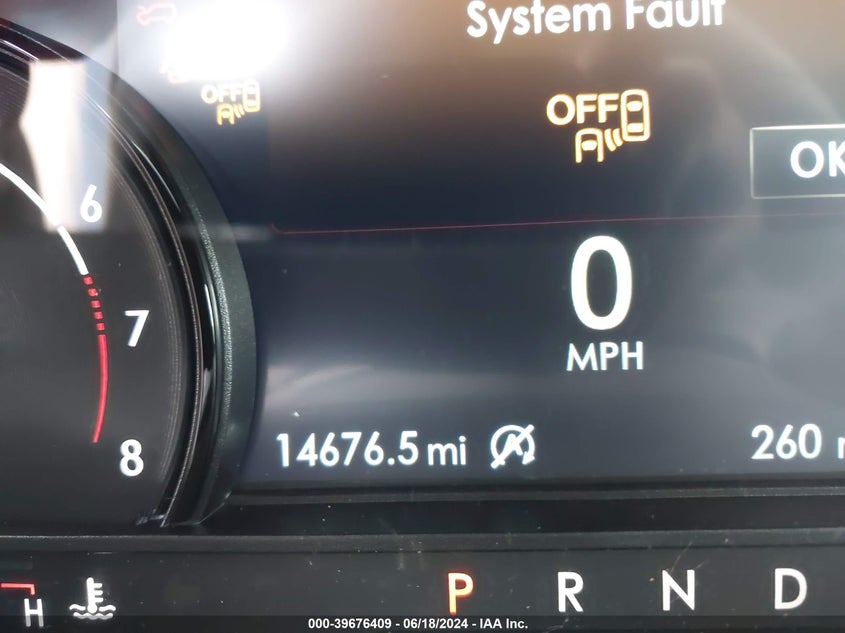 System Fault
OFF
OFF
OK
6
0
7
MPH
8
14676.5 mi
260
H
P R N D
000-39676409 - 06/18/2024 - IAA Inc.